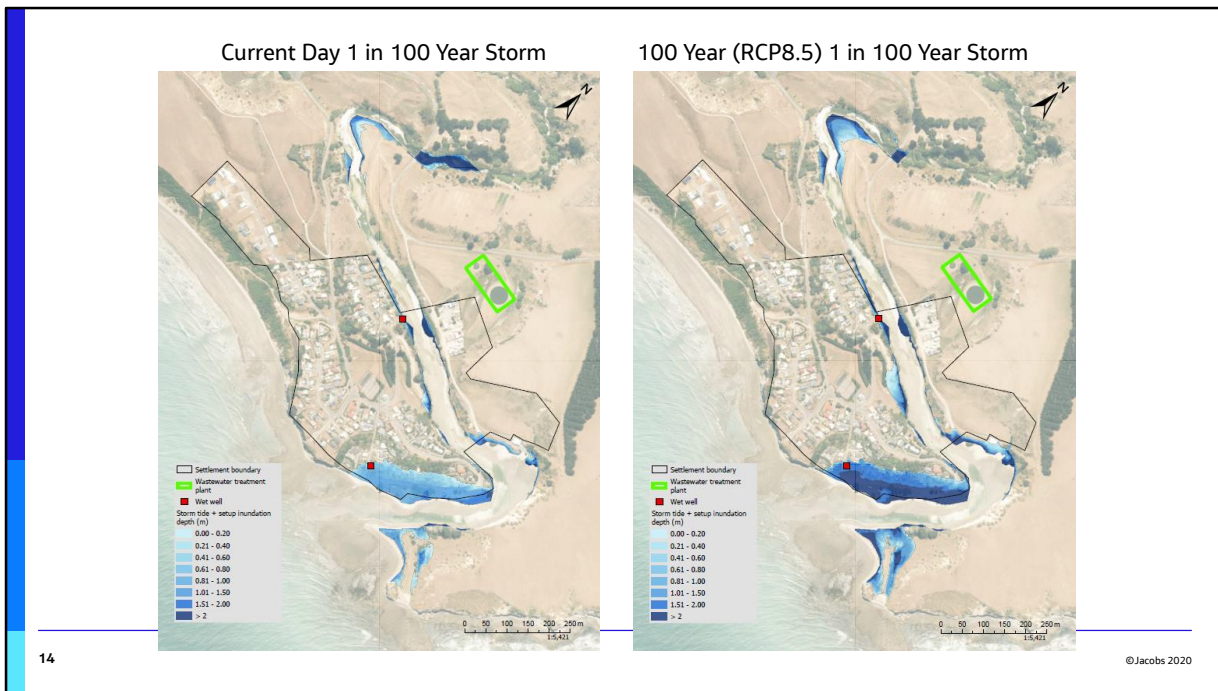 Current Day 1 in 100 Year Storm
100 Year (RCP8.5) 1 in 100 Year Storm
N
Settlement boundary
Wastewater treatment
plant
Wet well
Storm tide + setup inundation
depth (m)
0.00 - 0.20
0.21 - 0.40
0.41 - 0.60
0.61 - 0.80
0.81 - 1.00
1.01 - 1.50
1.51 - 2.00
> 2
0 50 100 150 200 250 m
1:5,421
N
Settlement boundary
Wastewater treatment
plant
Wet well
Storm tide + setup inundation
depth (m)
0.00 - 0.20
0.21 - 0.40
0.41 - 0.60
0.61 - 0.80
0.81 - 1.00
1.01 - 1.50
1.51 - 2.00
> 2
0 50 100 150 200 250 m
1:5,421
14
©Jacobs 2020